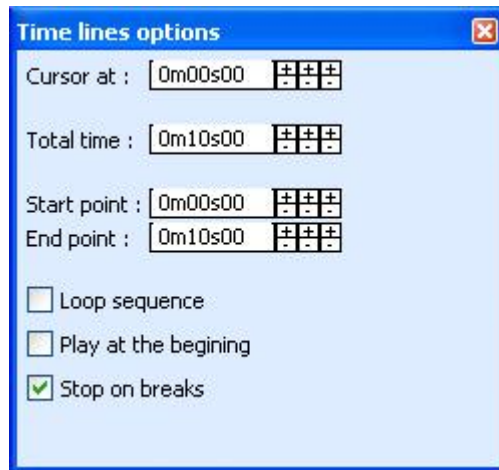 Time lines options
Cursor at : 0m00s00
Total time : 0m10s00
Start point : 0m00s00
End point : 0m10s00
Loop sequence
Play at the begining
Stop on breaks